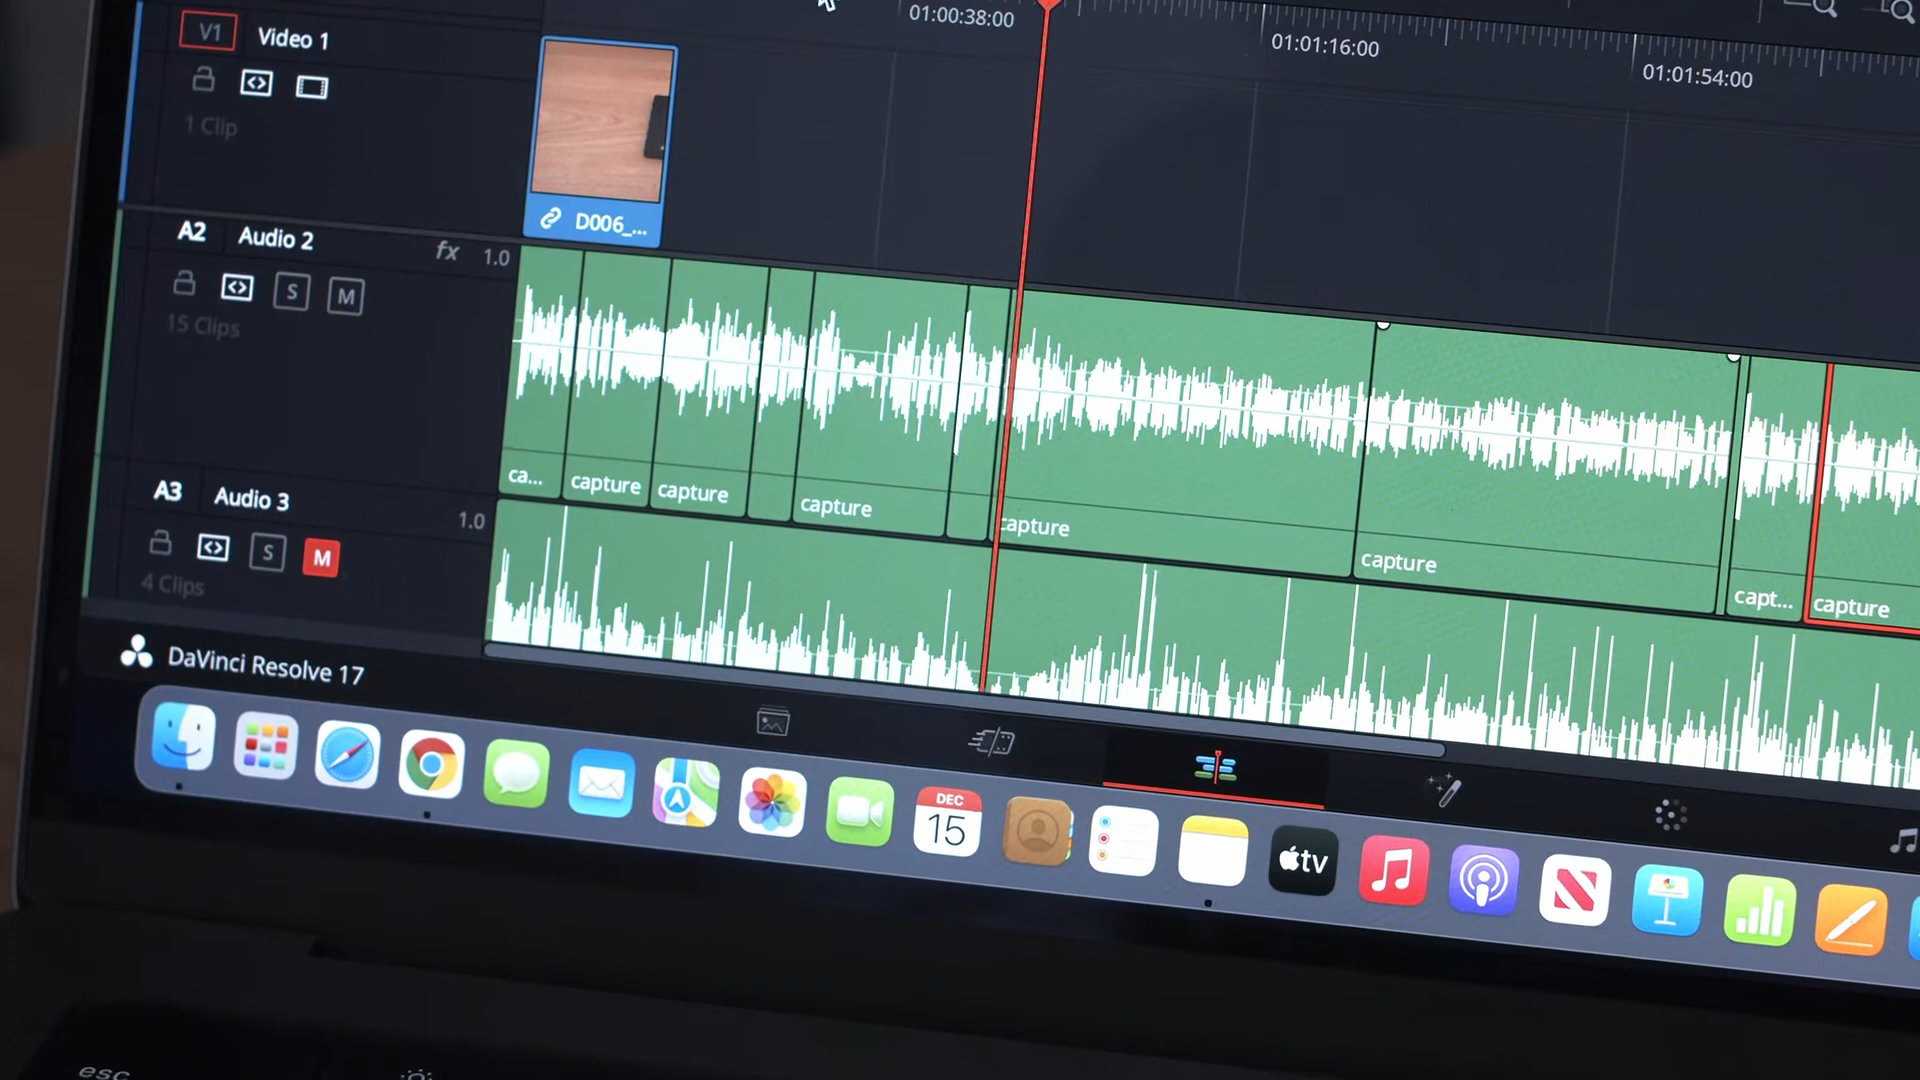 01:00:38:00
01:01:16:00
01:01:54:00
V1 Video 1
1 Clip
D006_...
A2 Audio 2 fx 1.0
S M
15 Clips
ca... capture capture capture capture capture capt... capture
A3 Audio 3 1.0
S M
4 Clips
DaVinci Resolve 17
DEC
15
tv
esc